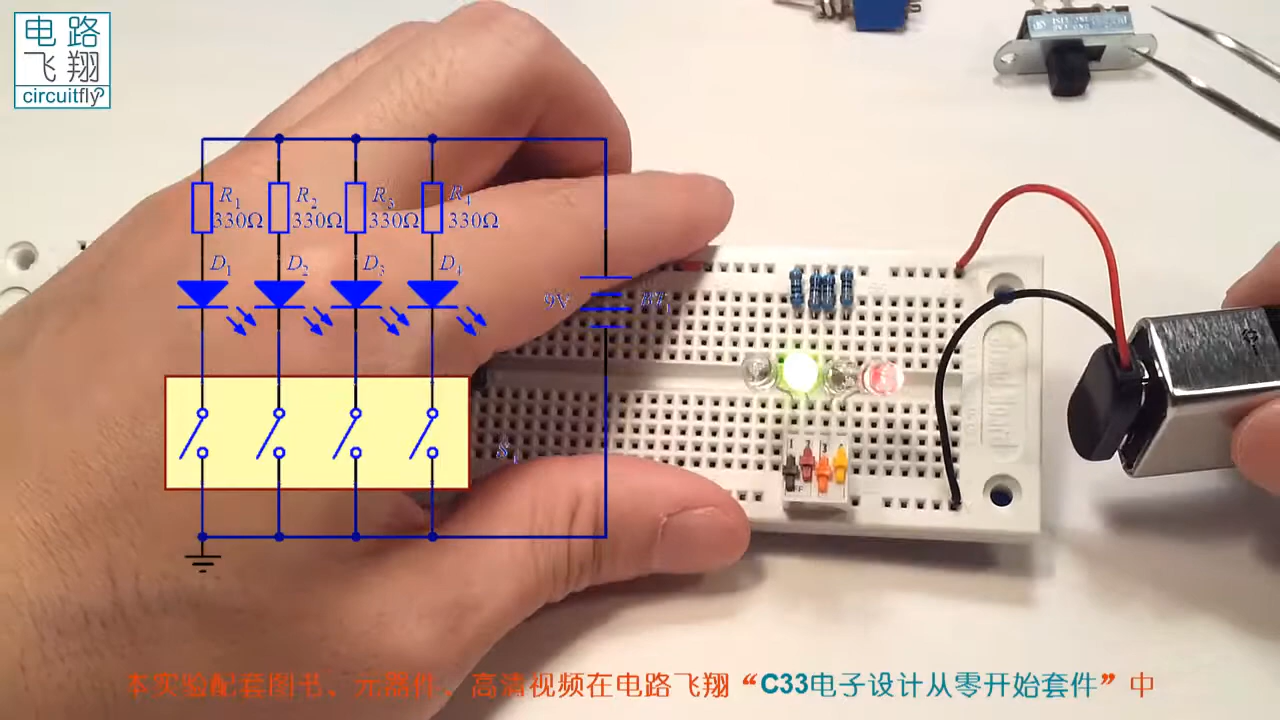 电路
飞翔
circuitfly
R1
330Ω
R2
330Ω
R3
330Ω
R4
330Ω
D1
D2
D3
D4
9V
S1
1
3
本实验配套图书、元器件、高清视频在电路飞翔“C33电子设计从零开始套件”中